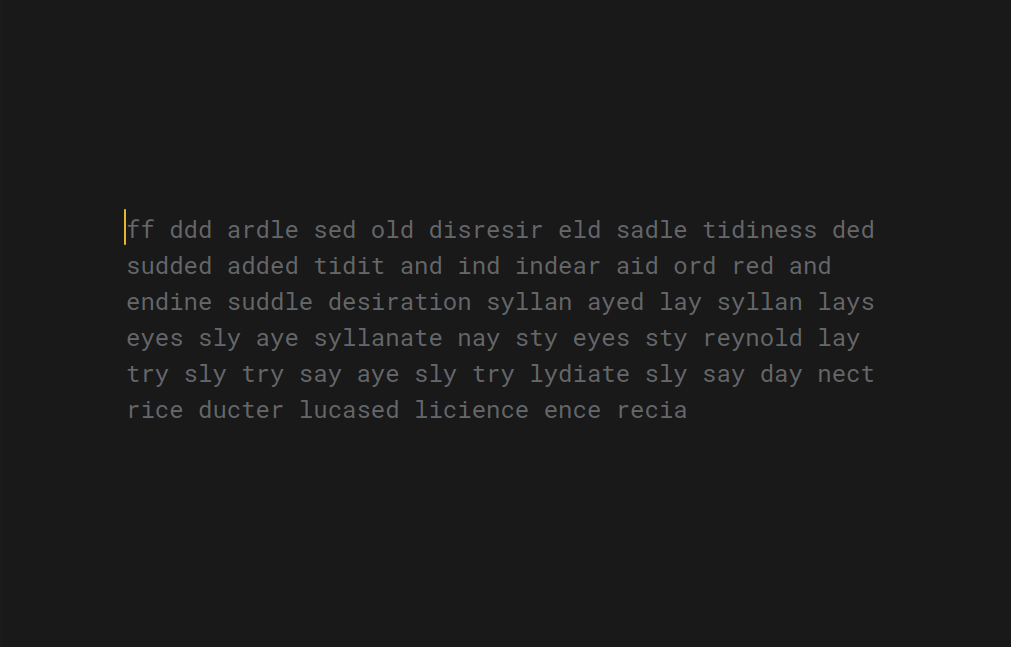 ff ddd ardle sed old disresir eld sadle tidiness ded
sudded added tidit and ind indear aid ord red and
endine suddle desiration syllan ayed lay syllan lays
eyes sly aye syllanate nay sty eyes sty reynold lay
try sly try say aye sly try lydiate sly say day nect
rice ducter lucased licience ence recia